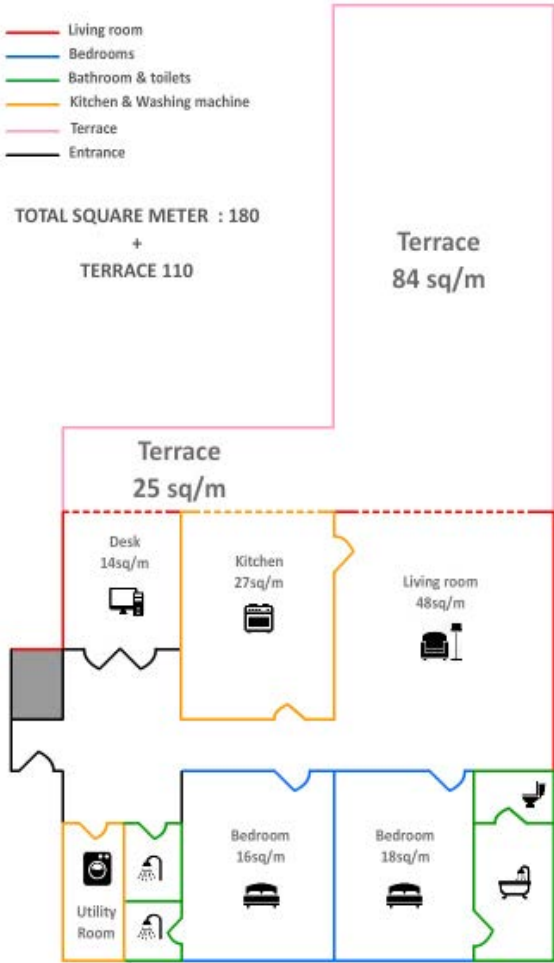 Living room
Bedrooms
Bathroom & toilets
Kitchen & Washing machine
Terrace
Entrance
TOTAL SQUARE METER : 180
+
TERRACE 110
Terrace
84 sq/m
Terrace
25 sq/m
Desk
14sq/m
Kitchen
27sq/m
Living room
48sq/m
Bedroom
16sq/m
Bedroom
18sq/m
Utility
Room